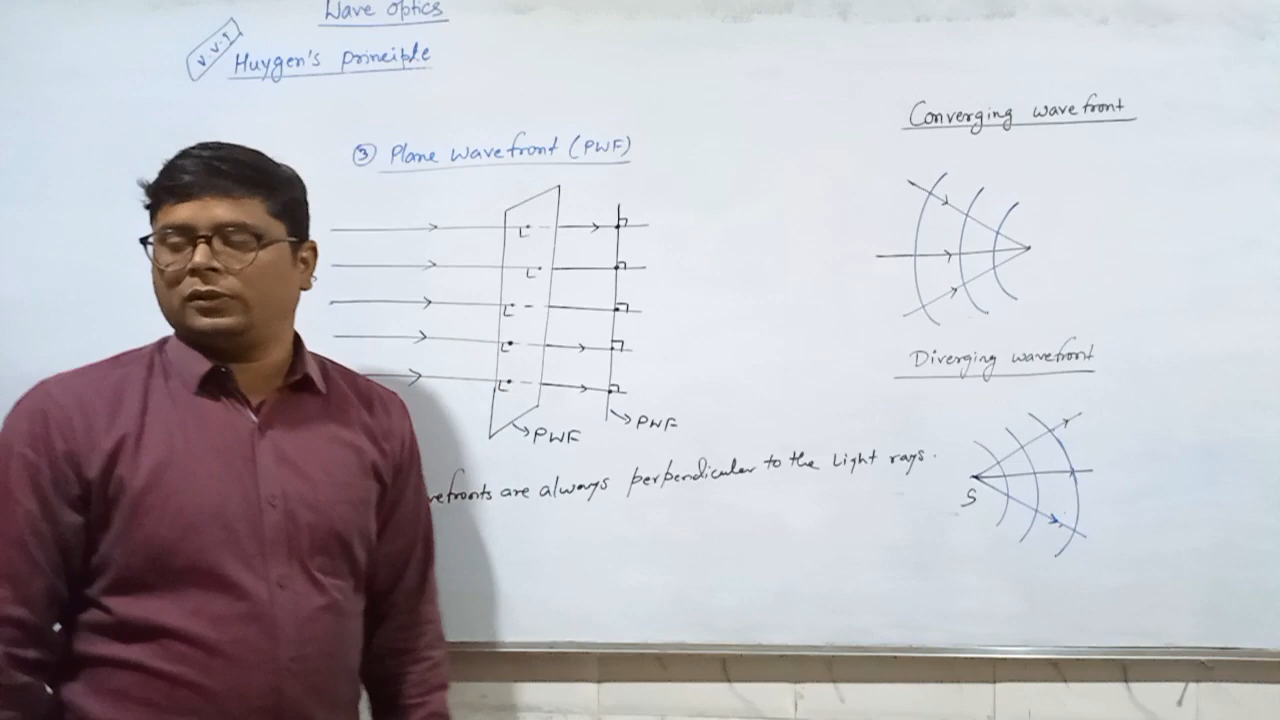 Wave optics
V.V.I
Huygen's principle
③ Plane wavefront (PWF)
PWF
PWF
vefronts are always perpendicular to the Light rays.
Converging wavefront
Diverging wavefront
S